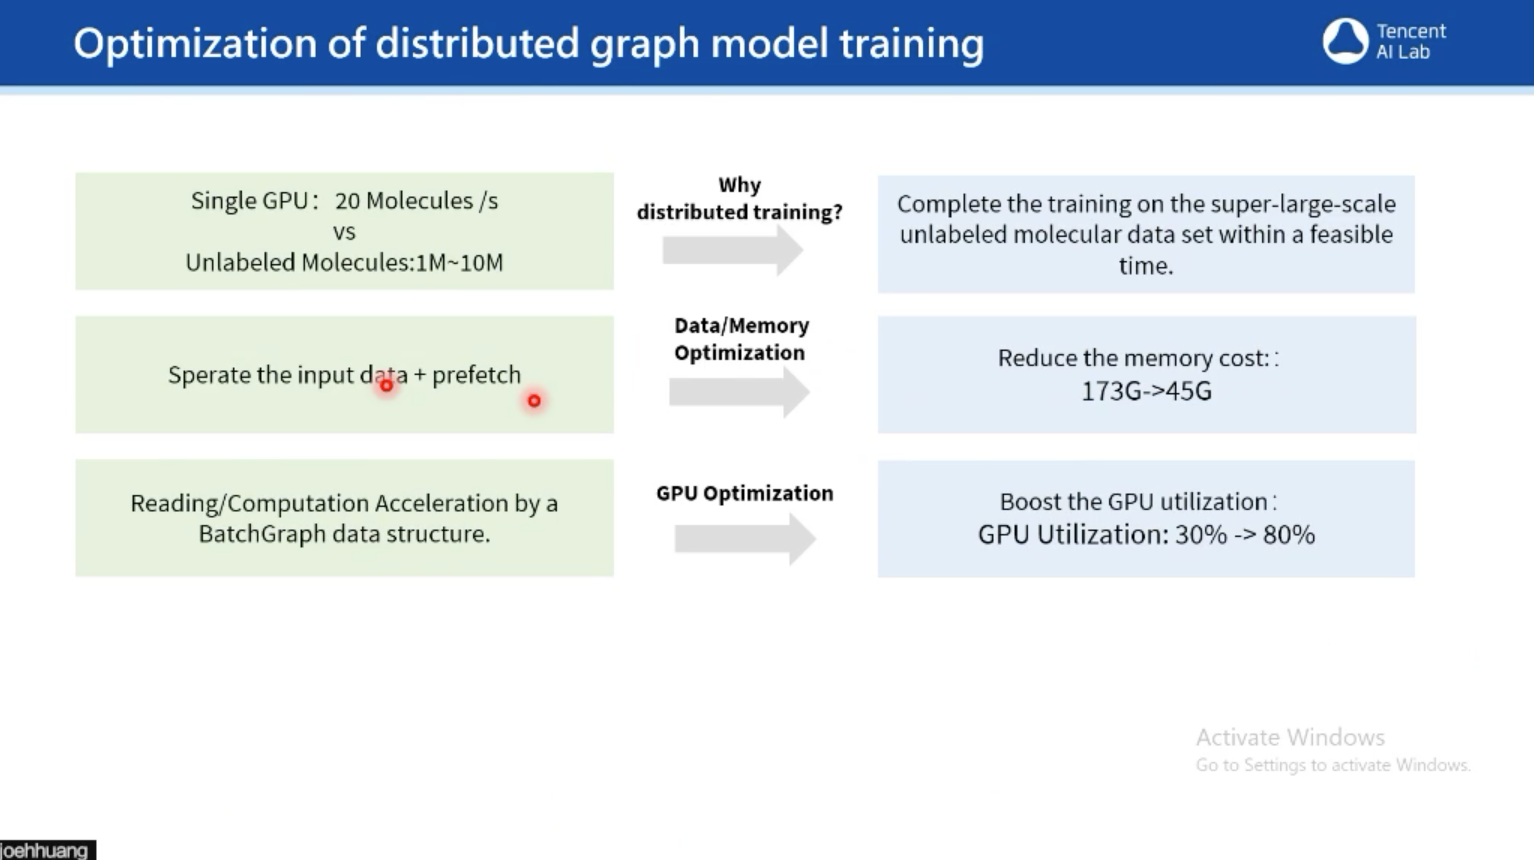 Optimization of distributed graph model training
Tencent
AI Lab
Single GPU： 20 Molecules /s
vs
Unlabeled Molecules:1M~10M
Why
distributed training?
Complete the training on the super-large-scale
unlabeled molecular data set within a feasible
time.
Sperate the input data + prefetch
Data/Memory
Optimization
Reduce the memory cost:：
173G->45G
Reading/Computation Acceleration by a
BatchGraph data structure.
GPU Optimization
Boost the GPU utilization：
GPU Utilization: 30% -> 80%
Activate Windows
Go to Settings to activate Windows.
joehhuang